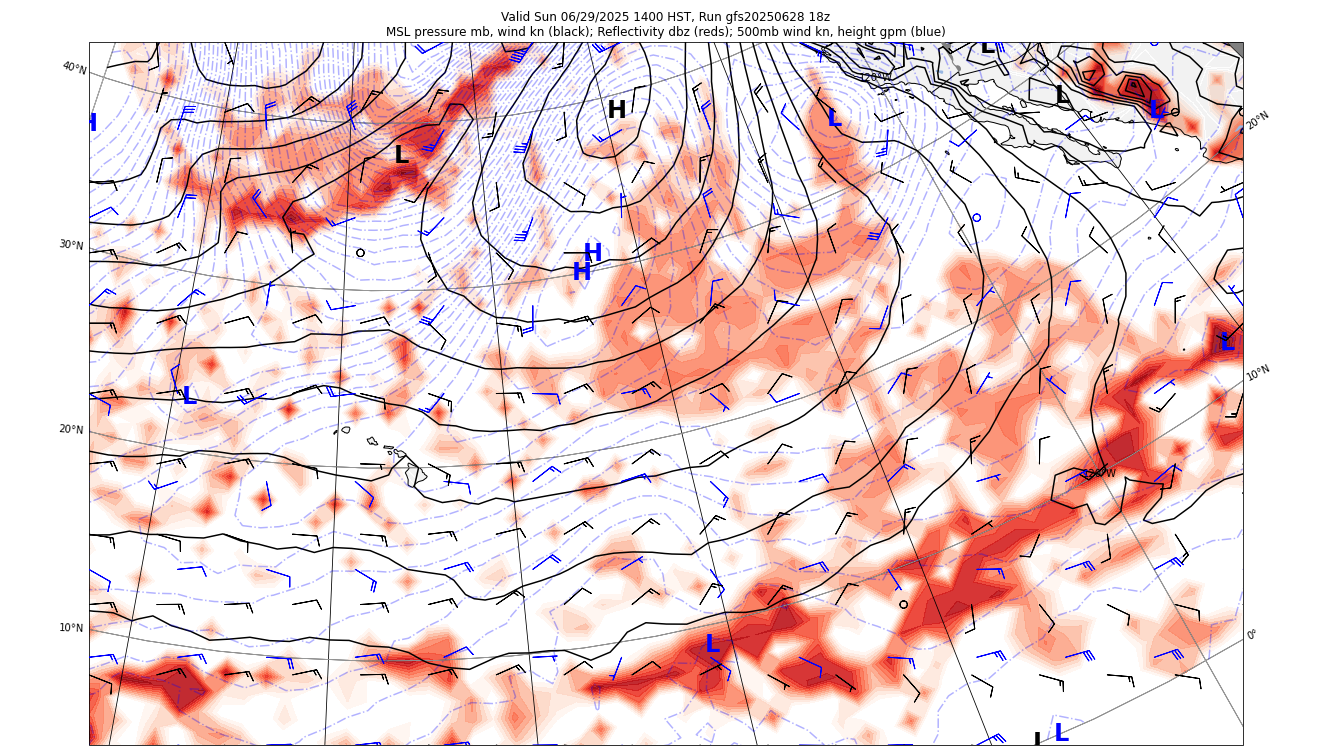 Valid Sun 06/29/2025 1400 HST, Run gfs20250628 18z
MSL pressure mb, wind kn (black); Reflectivity dbz (reds); 500mb wind kn, height gpm (blue)
L
40°N
120°W
L
H
L
L
H
20°N
L
30°N
H
H
L
10°N
L
20°N
120°W
10°N
0°
L
L
L